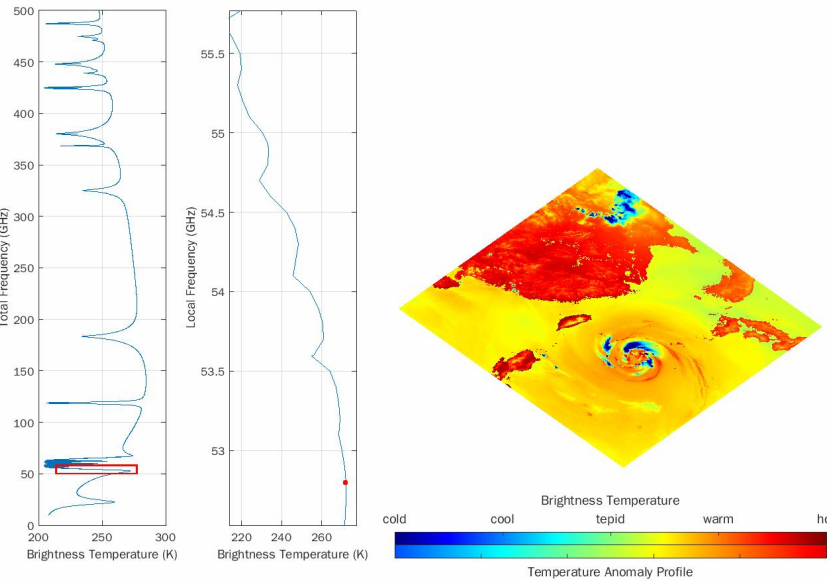 500
450
400
350
300
250
200
150
100
50
0
Total Frequency (GHz)
200
250
300
Brightness Temperature (K)
55.5
55
54.5
54
53.5
53
Local Frequency (GHz)
220
240
260
Brightness Temperature (K)
Brightness Temperature
cold
cool
tepid
warm
Temperature Anomaly Profile